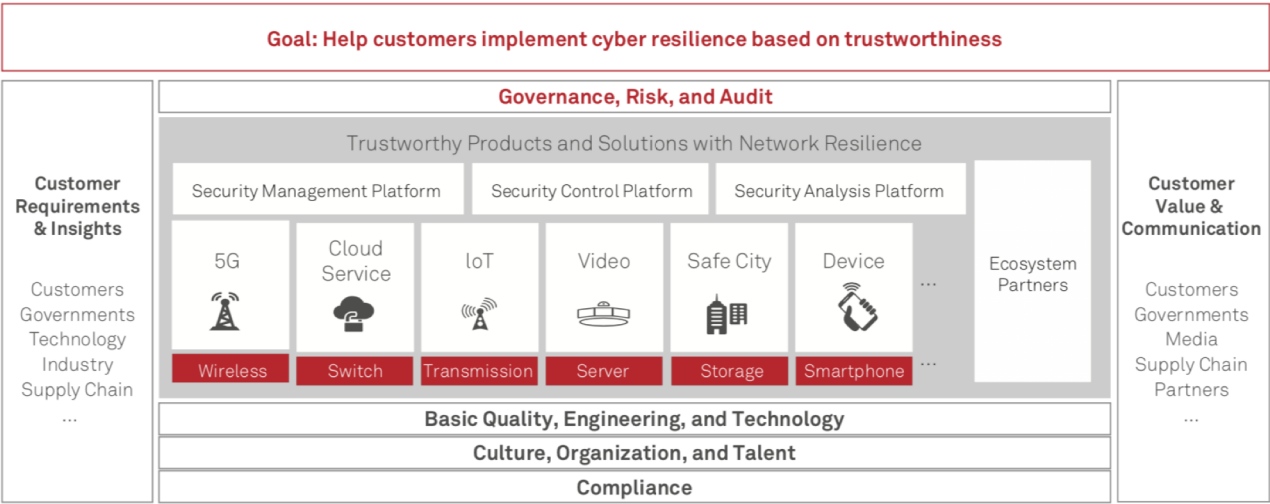 Goal: Help customers implement cyber resilience based on trustworthiness
Customer
Requirements
& Insights
Customers
Governments
Technology
Industry
Supply Chain
...
Governance, Risk, and Audit
Trustworthy Products and Solutions with Network Resilience
Security Management Platform
Security Control Platform
Security Analysis Platform
5G
Cloud
Service
loT
Video
Safe City
Device
...
Wireless
Switch
Transmission
Server
Storage
Smartphone
...
Ecosystem
Partners
Basic Quality, Engineering, and Technology
Culture, Organization, and Talent
Compliance
Customer
Value &
Communication
Customers
Governments
Media
Supply Chain
Partners
...